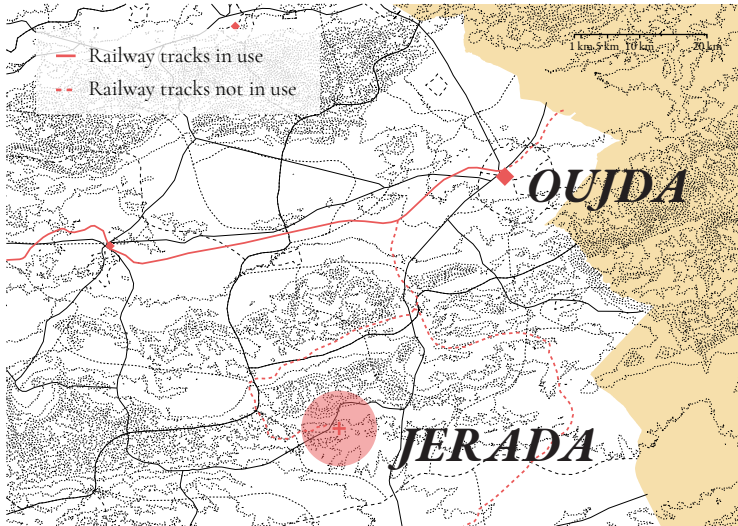 Railway tracks in use
Railway tracks not in use
1 km 5 km 10 km 20 km
OUJDA
JERADA